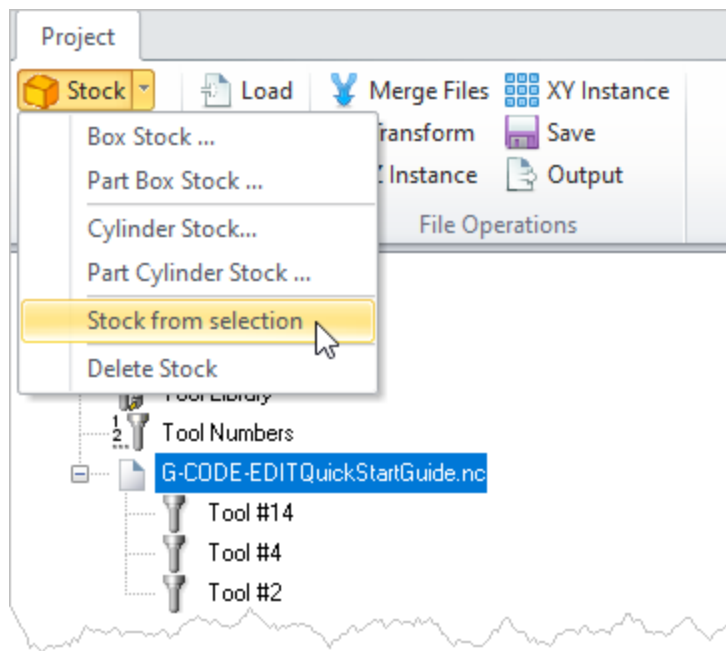 Project
Stock Load Merge Files XY Instance
Box Stock ... Transform Save
Part Box Stock ... Z Instance Output
Cylinder Stock... File Operations
Part Cylinder Stock ...
Stock from selection
Delete Stock
Tool Library
Tool Numbers
G-CODE-EDITQuickStartGuide.nc
Tool #14
Tool #4
Tool #2